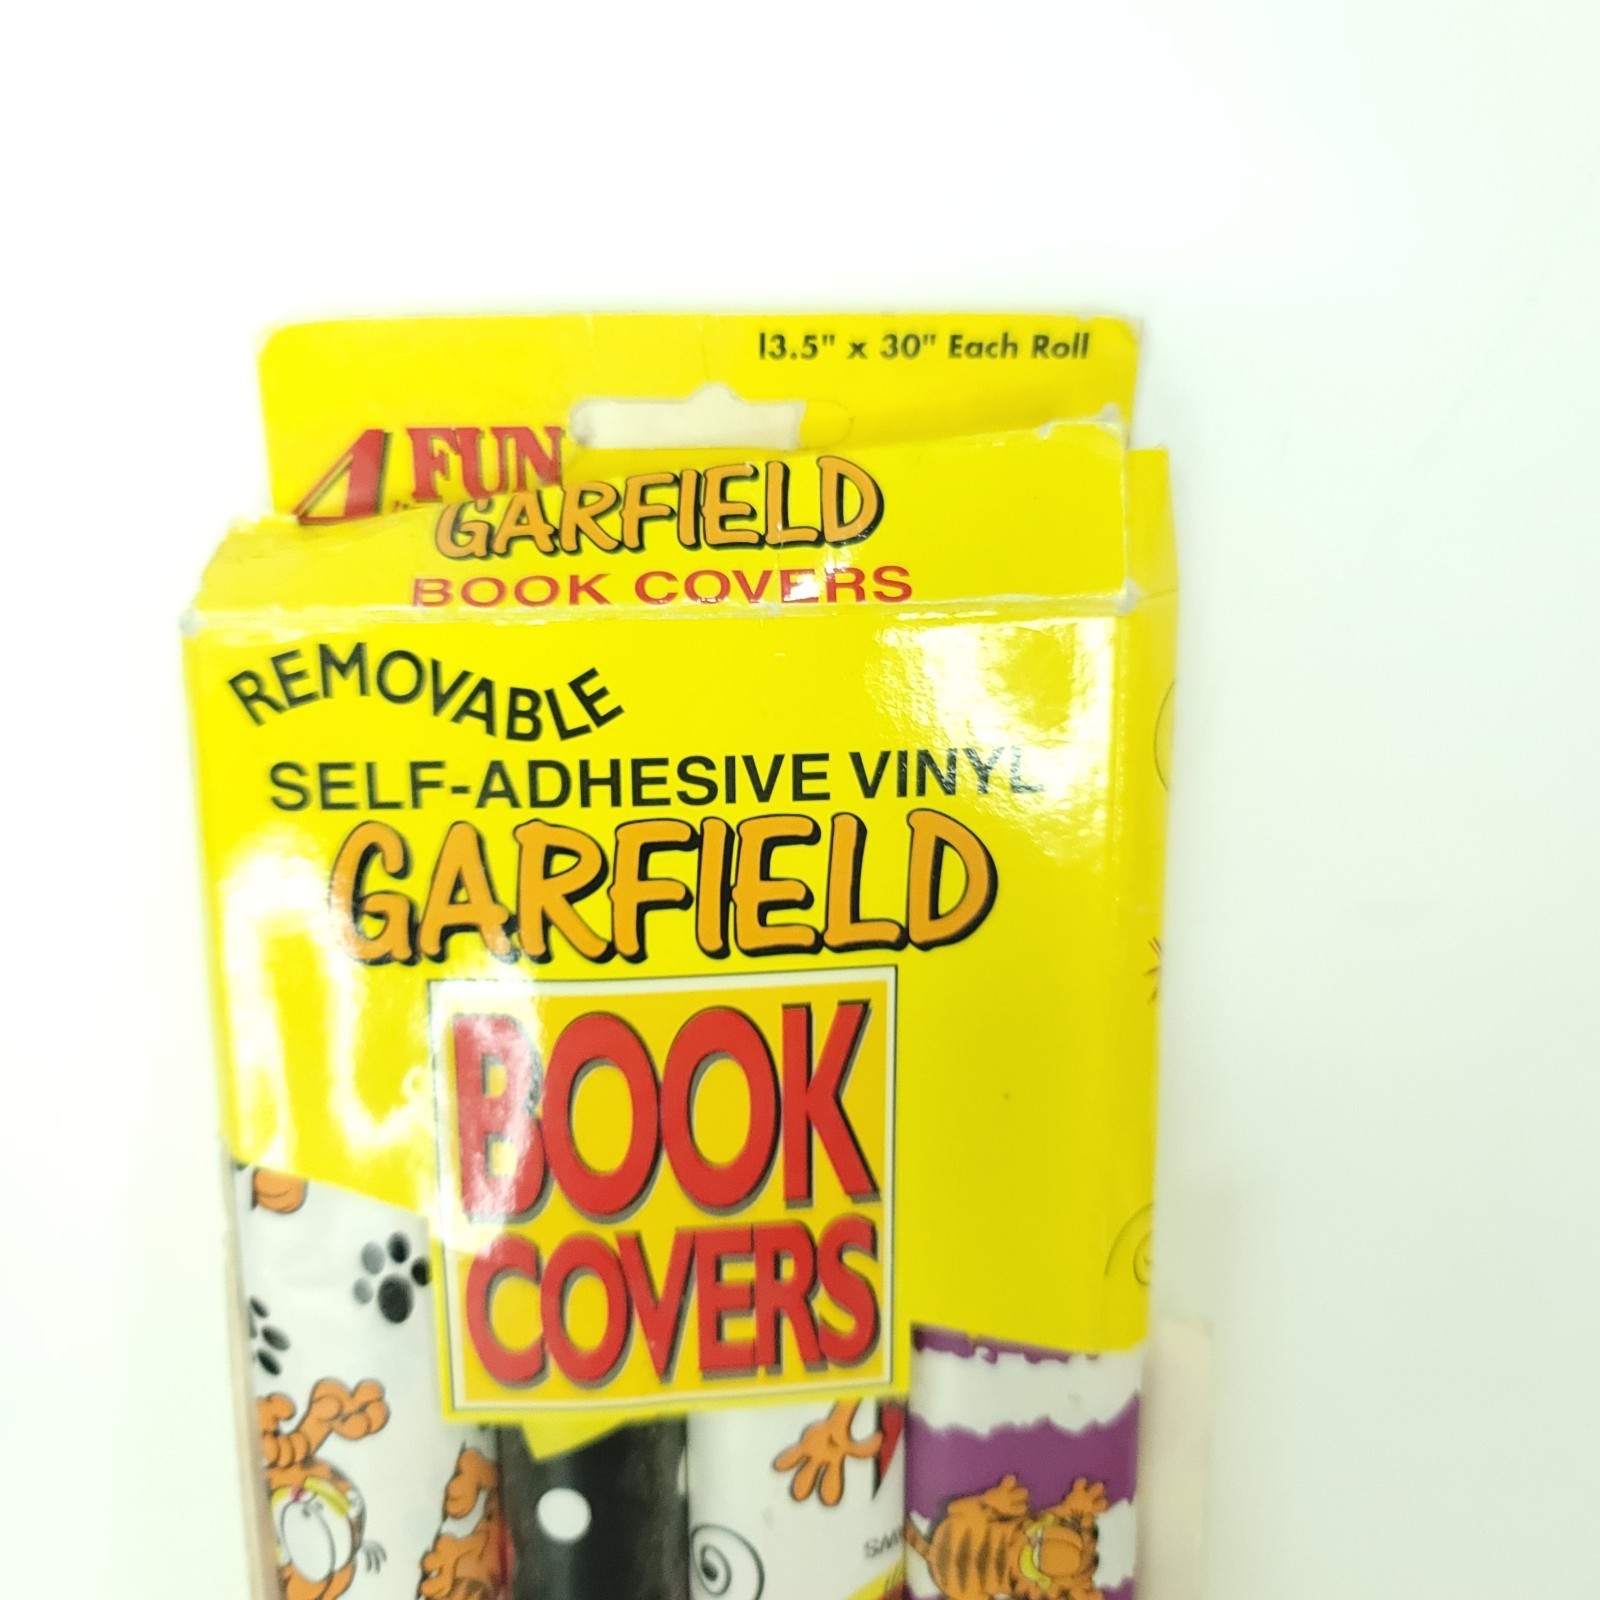 13.5" x 30" Each Roll
4 FUN
GARFIELD
BOOK COVERS
REMOVABLE
SELF-ADHESIVE VINYL
GARFIELD
BOOK
COVERS